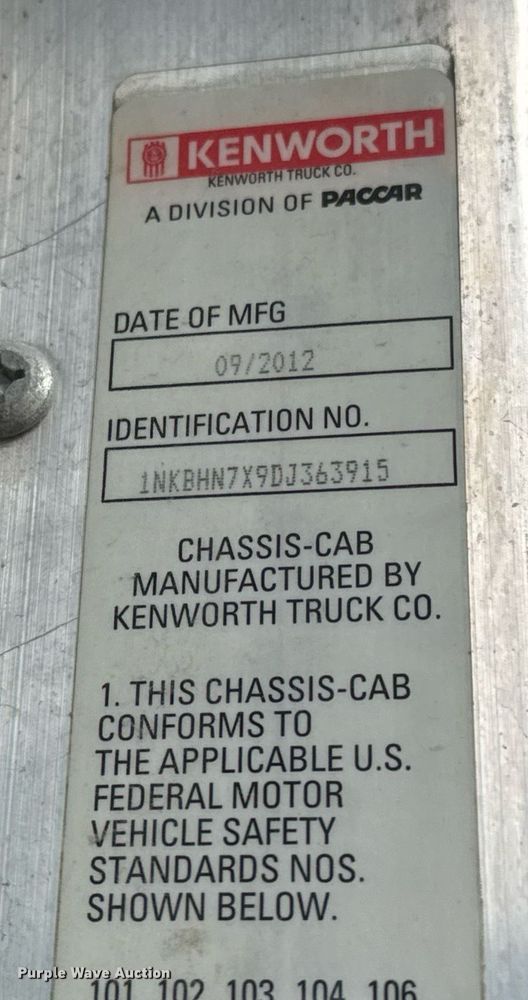 KENWORTH
KENWORTH TRUCK CO.
A DIVISION OF PACCAR
DATE OF MFG
09/2012
IDENTIFICATION NO.
1NKBHN7X9DJ363915
CHASSIS-CAB
MANUFACTURED BY
KENWORTH TRUCK CO.
1. THIS CHASSIS-CAB
CONFORMS TO
THE APPLICABLE U.S.
FEDERAL MOTOR
VEHICLE SAFETY
STANDARDS NOS.
SHOWN BELOW.
101 102 103 104 106
Purple Wave Auction